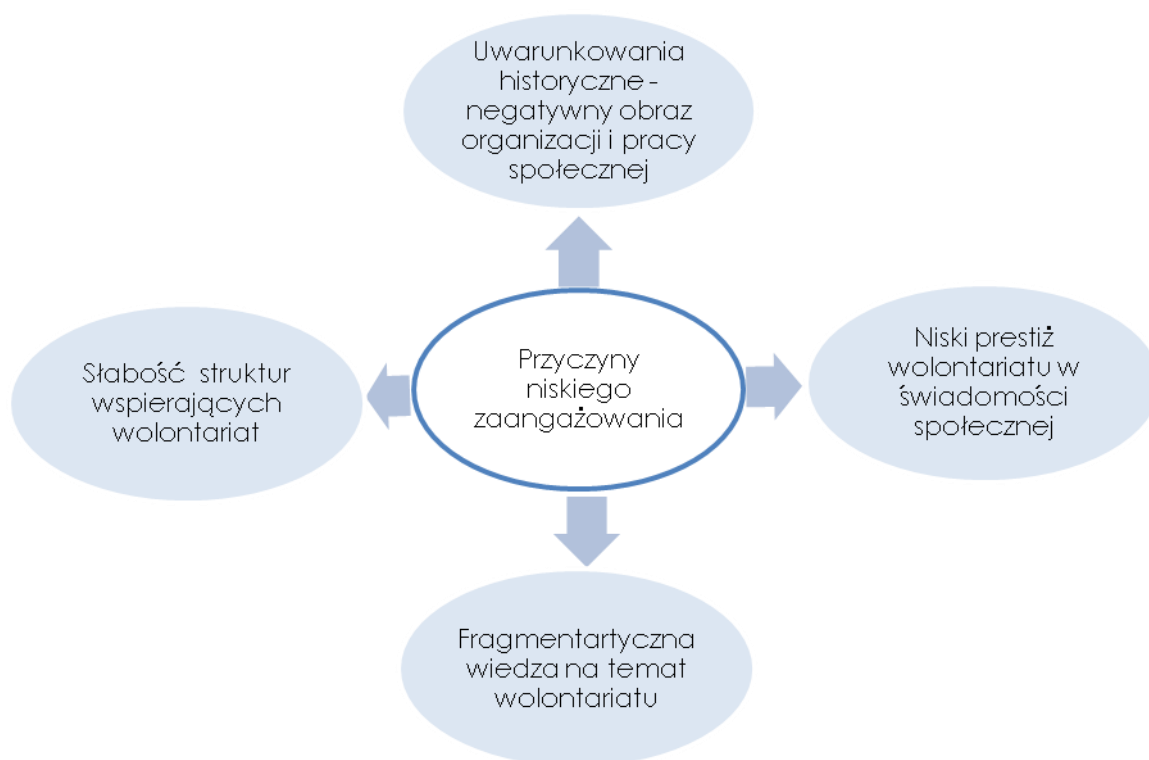 Uwarunkowania
historyczne -
negatywny obraz
organizacji i pracy
społecznej
Słabość struktur
wspierających
wolontariat
Przyczyny
niskiego
zaangażowania
Niski prestiż
wolontariatu w
świadomości
społecznej
Fragmentartyczna
wiedza na temat
wolontariatu